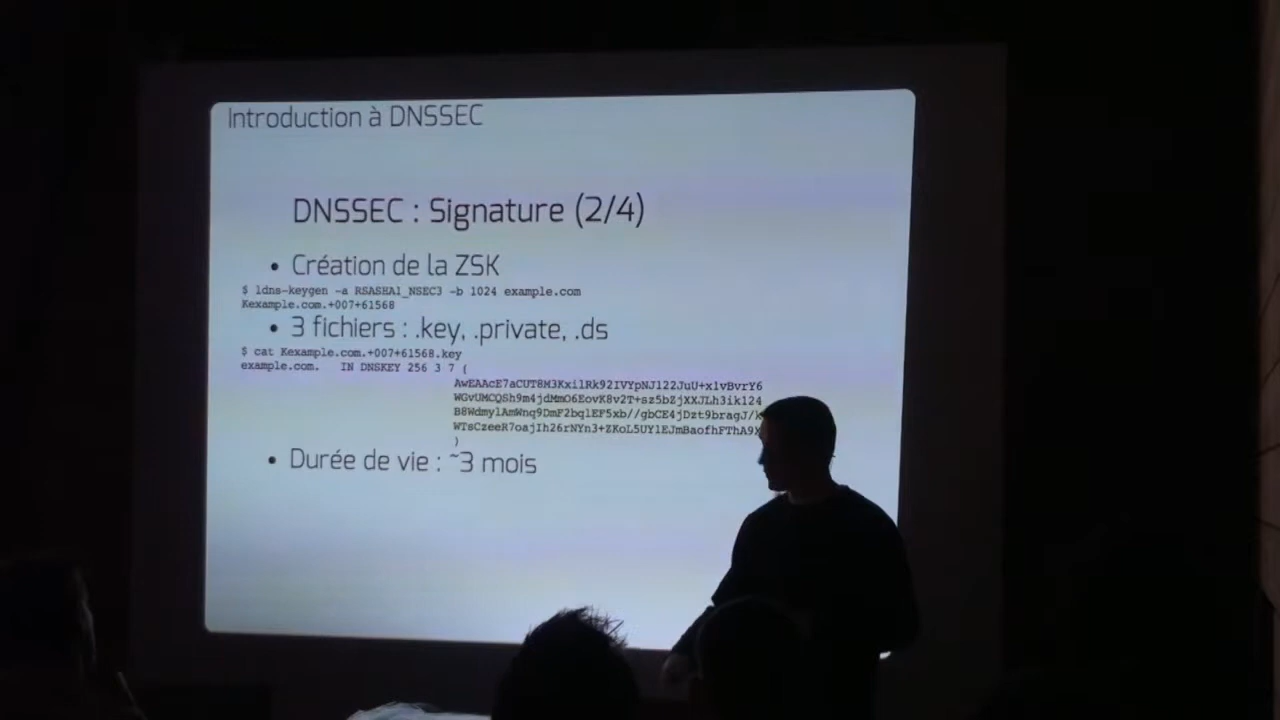 Introduction à DNSSEC
DNSSEC : Signature (2/4)
• Création de la ZSK
$ ldns-keygen -a RSASHA1_NSEC3 -b 1024 example.com
Kexample.com.+007+61568
• 3 fichiers : .key, .private, .ds
$ cat Kexample.com.+007+61568.key
example.com. IN DNSKEY 256 3 7 (
AwEAAcE7aCUT8M3KxilRk92IVYpNJ122JuU+x1vBvrY6
WGvUMCQSh9m4jdMmO6EovK8v2T+sz5bZjXXJLh3ik124
B8WdmylAmWnq9DmF2bqlEF5xb//gbCE4jDzt9bragJ/k
WTsCzeeR7oajIh26rNYn3+ZKoL5UY1EJmBaofhFThA9X
)
• Durée de vie : ~3 mois